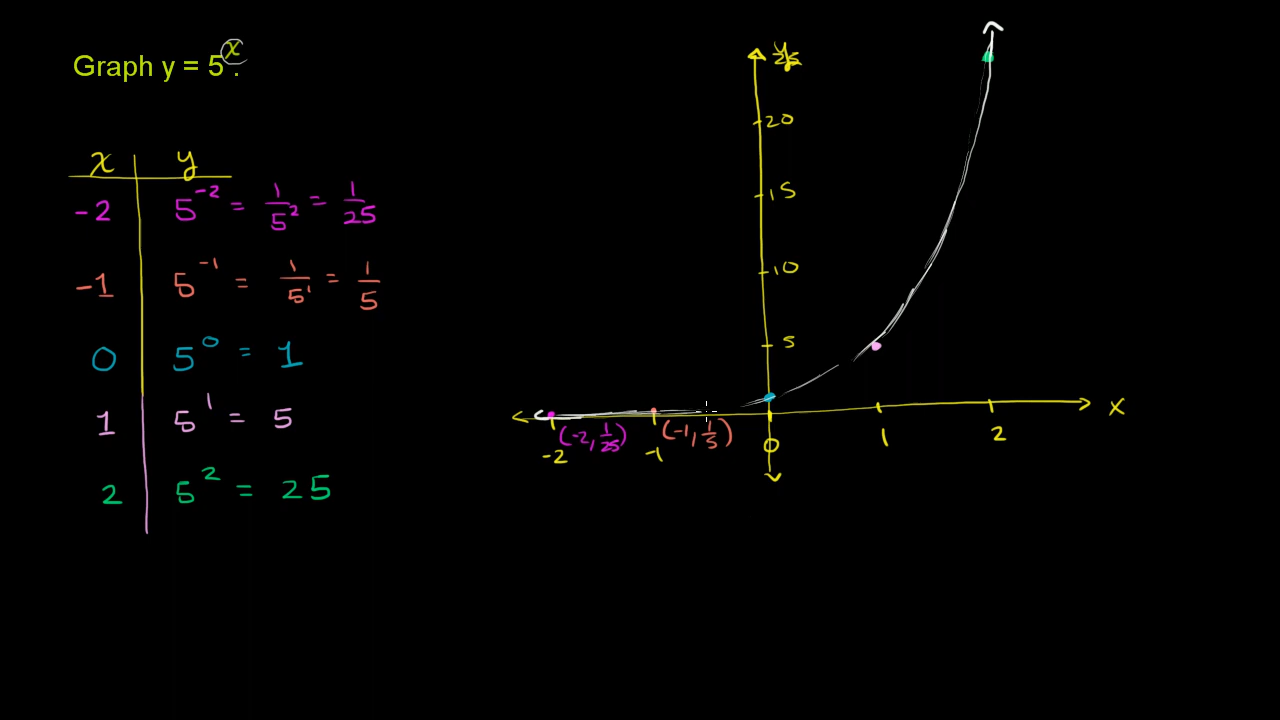 Graph y = 5^x.
x y
-2 5^-2 = 1/5^2 = 1/25
-1 5^-1 = 1/5^1 = 1/5
0 5^0 = 1
1 5^1 = 5
2 5^2 = 25
y
25
20
15
10
5
x
(-2, 1/25) (-1, 1/5)
-2 -1 0 1 2